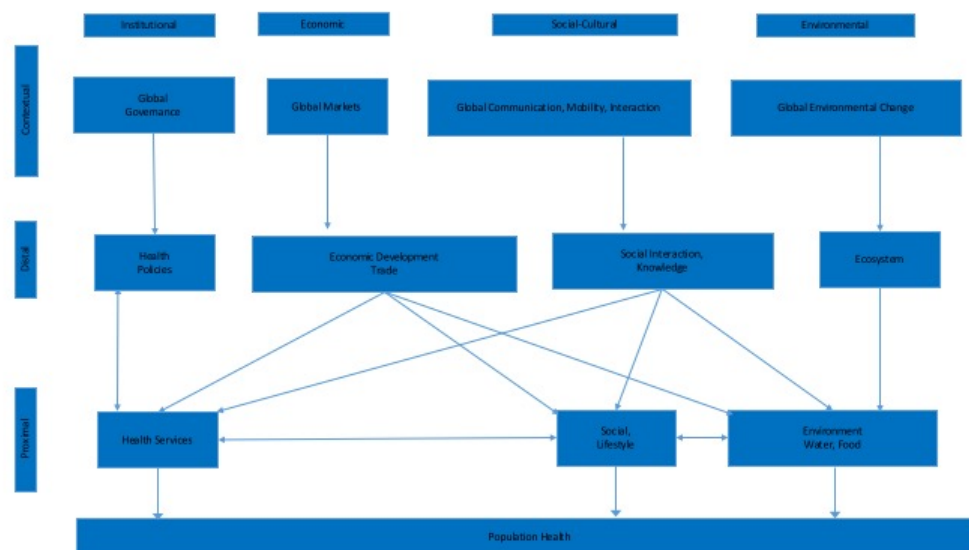 Institutional
Economic
Social-Cultural
Environmental
Contextual
Global
Governance
Global Markets
Global Communication, Mobility, Interaction
Global Environmental Change
Distal
Health
Policies
Economic Development
Trade
Social Interaction,
Knowledge
Ecosystem
Proximal
Health Services
Social,
Lifestyle
Environment
Water, Food
Population Health